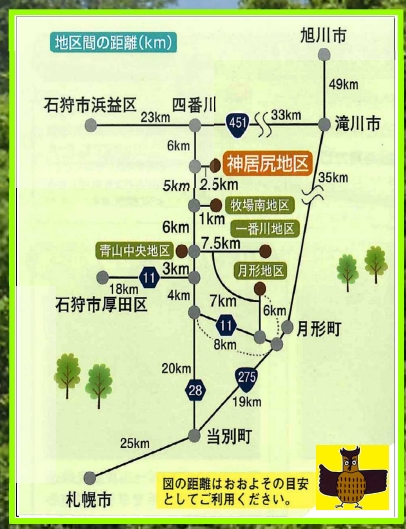 地区間の距離(km)
旭川市
49km
石狩市浜益区
四番川
23km
451
33km
滝川市
6km
神居尻地区
2.5km
35km
5km
牧場南地区
1km
6km
一番川地区
7.5km
青山中央地区
3km
月形地区
11
18km
石狩市厚田区
4km
7km
6km
11
8km
月形町
20km
275
28
19km
当別町
25km
札幌市
図の距離はおおよその目安
としてご利用ください。